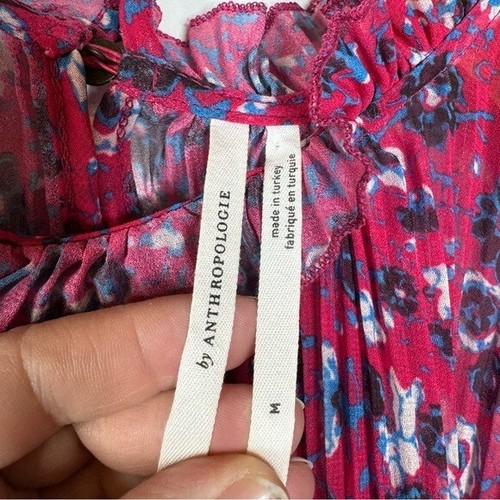 by ANTHROPOLOGIE
made in turkey
fabriqué en turquie
M